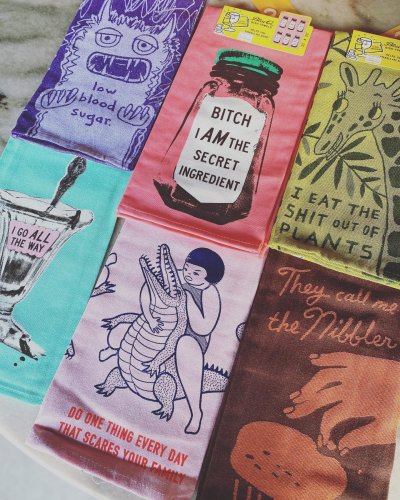 low
blood
sugar.
BITCH
I AM THE
SECRET
INGREDIENT
I EAT THE
SHIT OUT OF
PLANTS
I GO ALL
THE WAY
DO ONE THING EVERY DAY
THAT SCARES YOUR FAMILY
They call me
the Nibbler